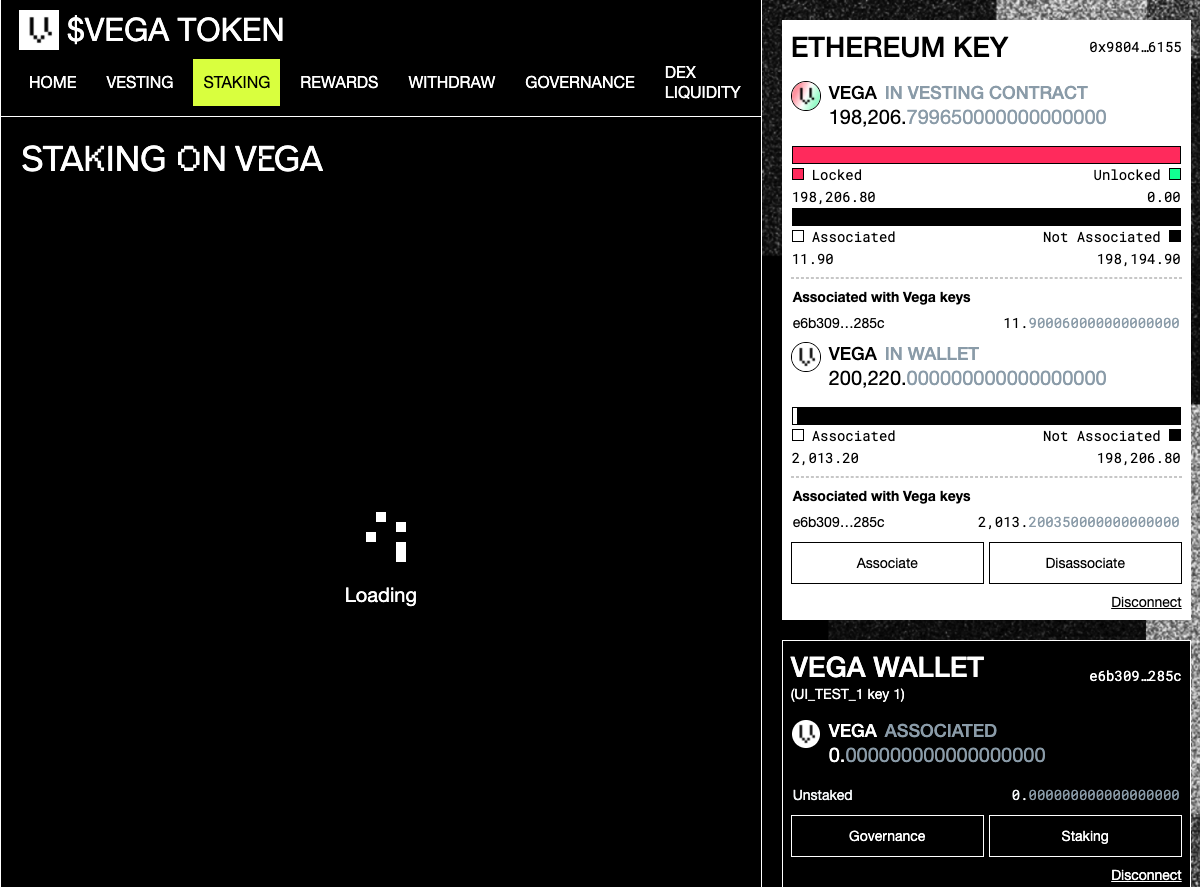 $VEGA TOKEN
HOME VESTING STAKING REWARDS WITHDRAW GOVERNANCE DEX LIQUIDITY
STAKING ON VEGA
Loading
ETHEREUM KEY 0x9804…6155
VEGA IN VESTING CONTRACT
198,206.799650000000000000
Locked Unlocked
198,206.80 0.00
Associated Not Associated
11.90 198,194.90
Associated with Vega keys
e6b309…285c 11.900060000000000000
VEGA IN WALLET
200,220.000000000000000000
Associated Not Associated
2,013.20 198,206.80
Associated with Vega keys
e6b309…285c 2,013.200350000000000000
Associate Disassociate
Disconnect
VEGA WALLET e6b309…285c
(UI_TEST_1 key 1)
VEGA ASSOCIATED
0.000000000000000000
Unstaked 0.000000000000000000
Governance Staking
Disconnect